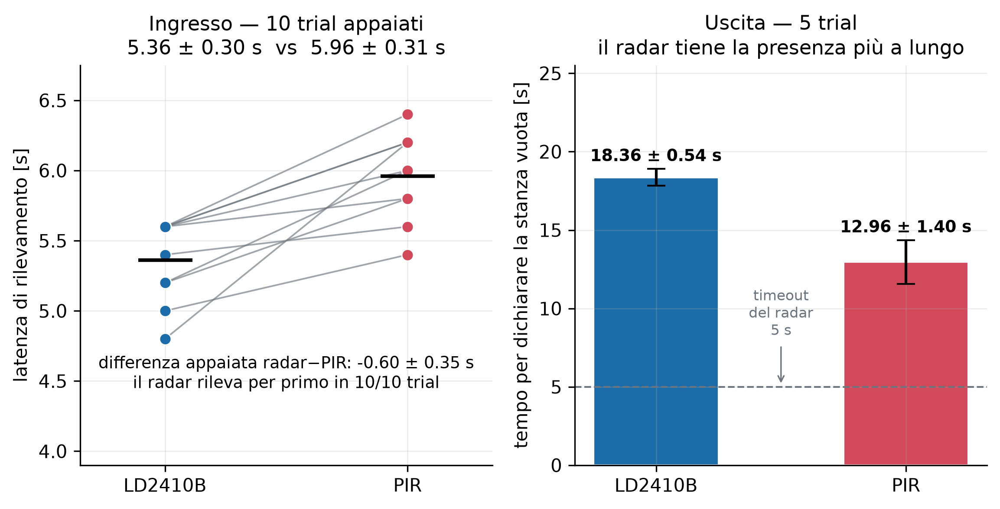 Ingresso — 10 trial appaiati
5.36 ± 0.30 s  vs  5.96 ± 0.31 s
latenza di rilevamento [s]
6.5
6.0
5.5
5.0
4.5
4.0
differenza appaiata radar−PIR: -0.60 ± 0.35 s
il radar rileva per primo in 10/10 trial
LD2410B
PIR
Uscita — 5 trial
il radar tiene la presenza più a lungo
tempo per dichiarare la stanza vuota [s]
25
20
15
10
5
0
18.36 ± 0.54 s
12.96 ± 1.40 s
timeout
del radar
5 s
LD2410B
PIR